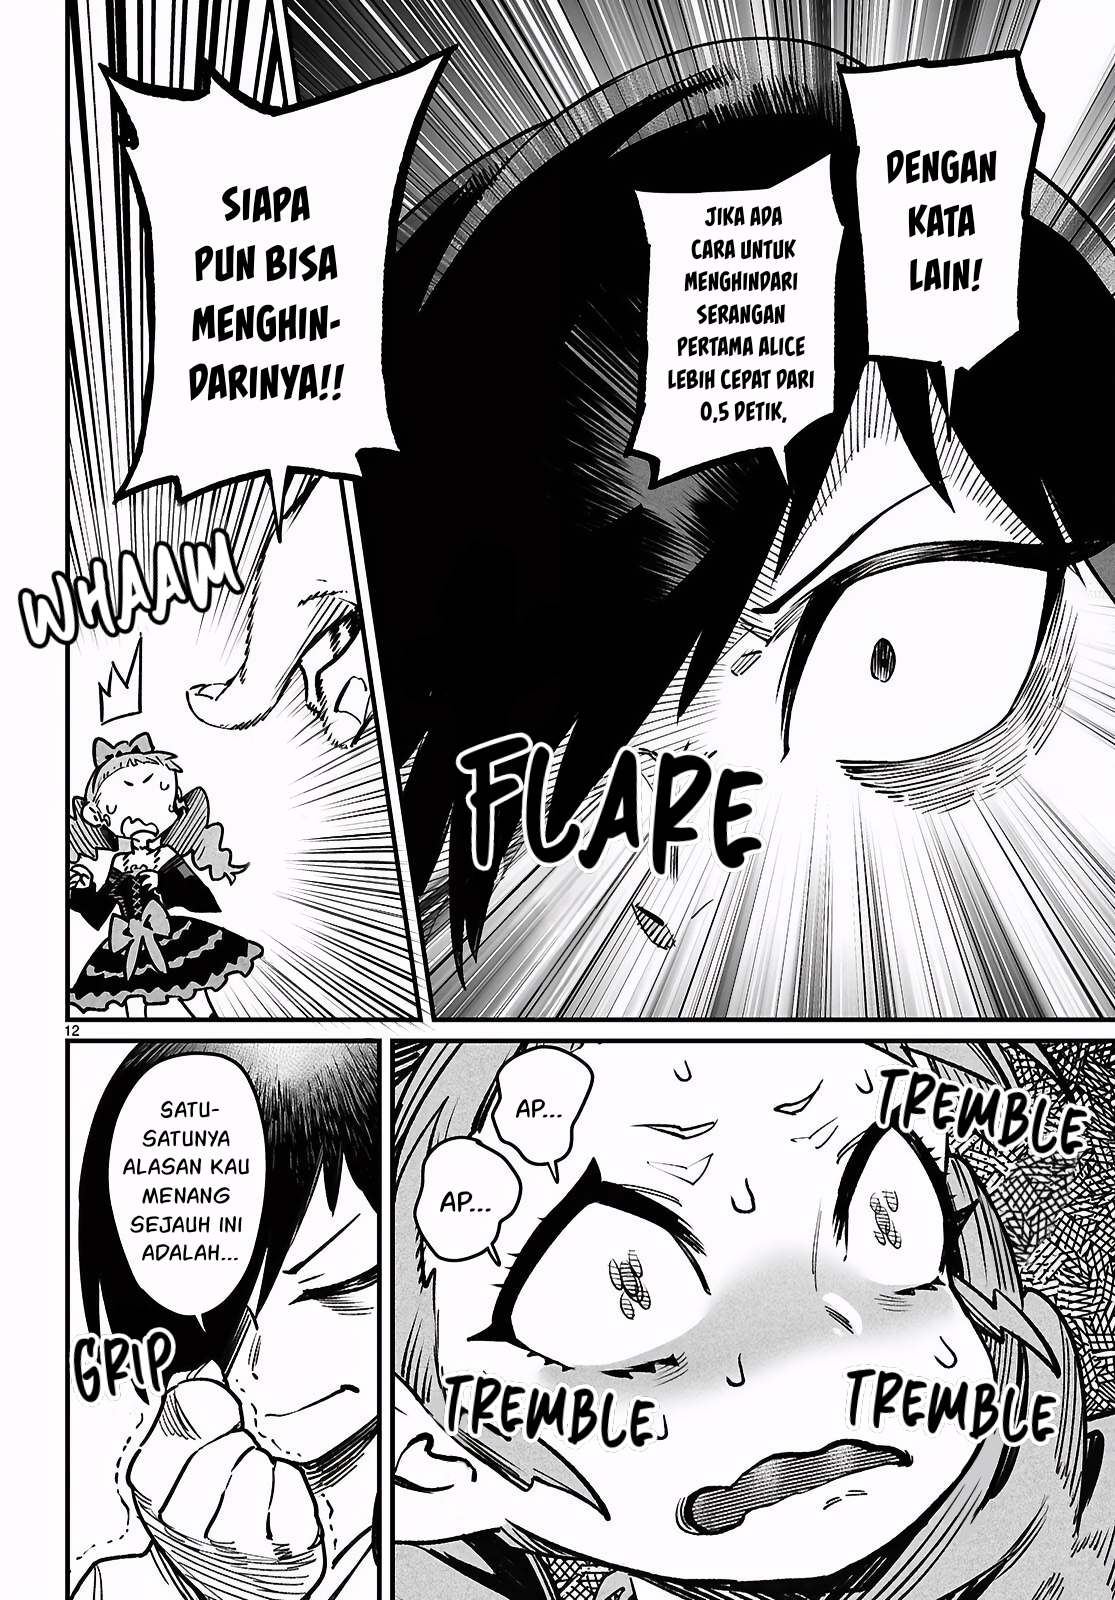 DENGAN
KATA
LAIN!
JIKA ADA
CARA UNTUK
MENGHINDARI
SERANGAN
PERTAMA ALICE
LEBIH CEPAT DARI
0,5 DETIK,
SIAPA
PUN BISA
MENGHIN-
DARINYA!!
WHAAIM
FLARE
12
AP...
AP...
TREMBLE
TREMBLE
TREMBLE
SATU-
SATUNYA
ALASAN KAU
MENANG
SEJAUH INI
ADALAH...
GRIP